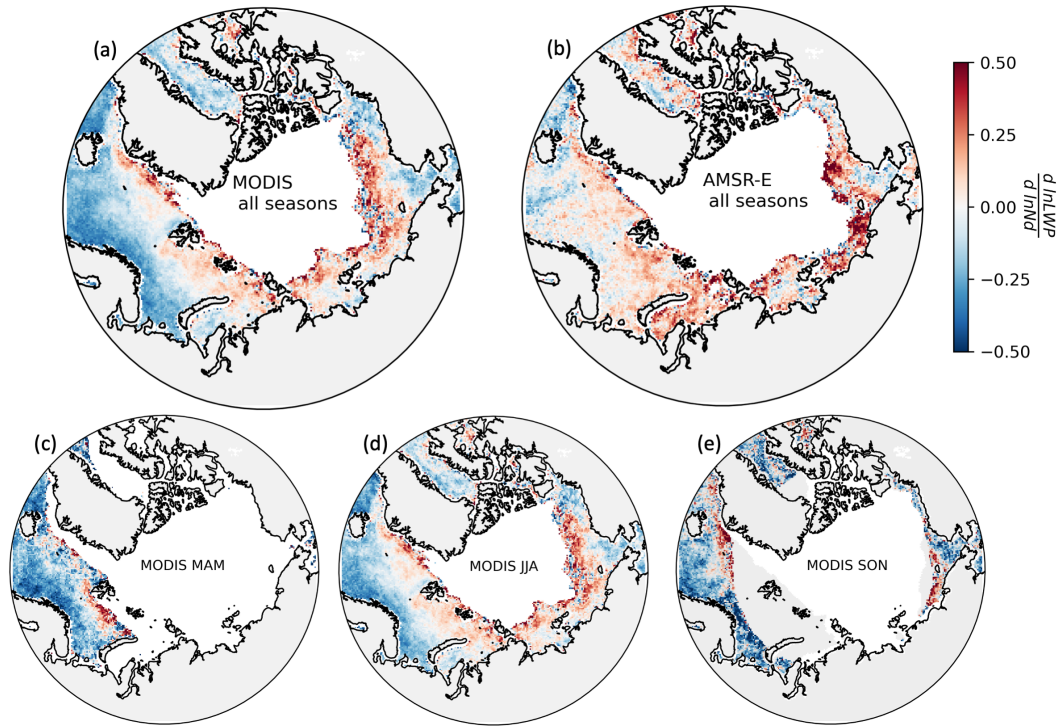 (a)
MODIS
all seasons
(b)
AMSR-E
all seasons
0.50
0.25
0.00
−0.25
−0.50
d lnLWP
d lnNd
(c)
MODIS MAM
(d)
MODIS JJA
(e)
MODIS SON